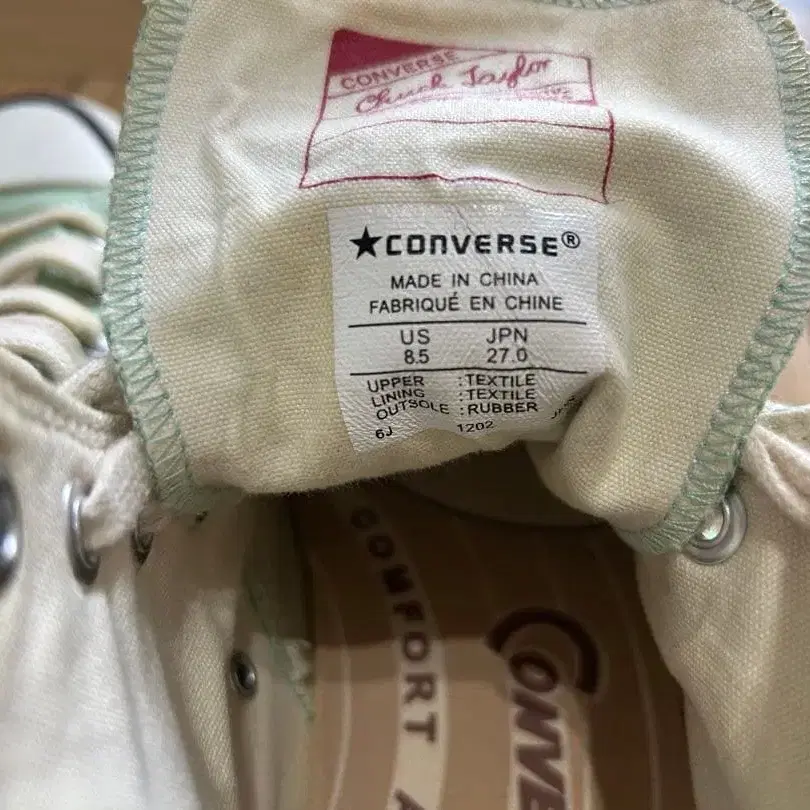 CONVERSE
Chuck Taylor
★CONVERSE®
MADE IN CHINA
FABRIQUÉ EN CHINE
US JPN
8.5 27.0
UPPER :TEXTILE
LINING :TEXTILE
OUTSOLE :RUBBER
6J 1202
COMFORT
CONVE